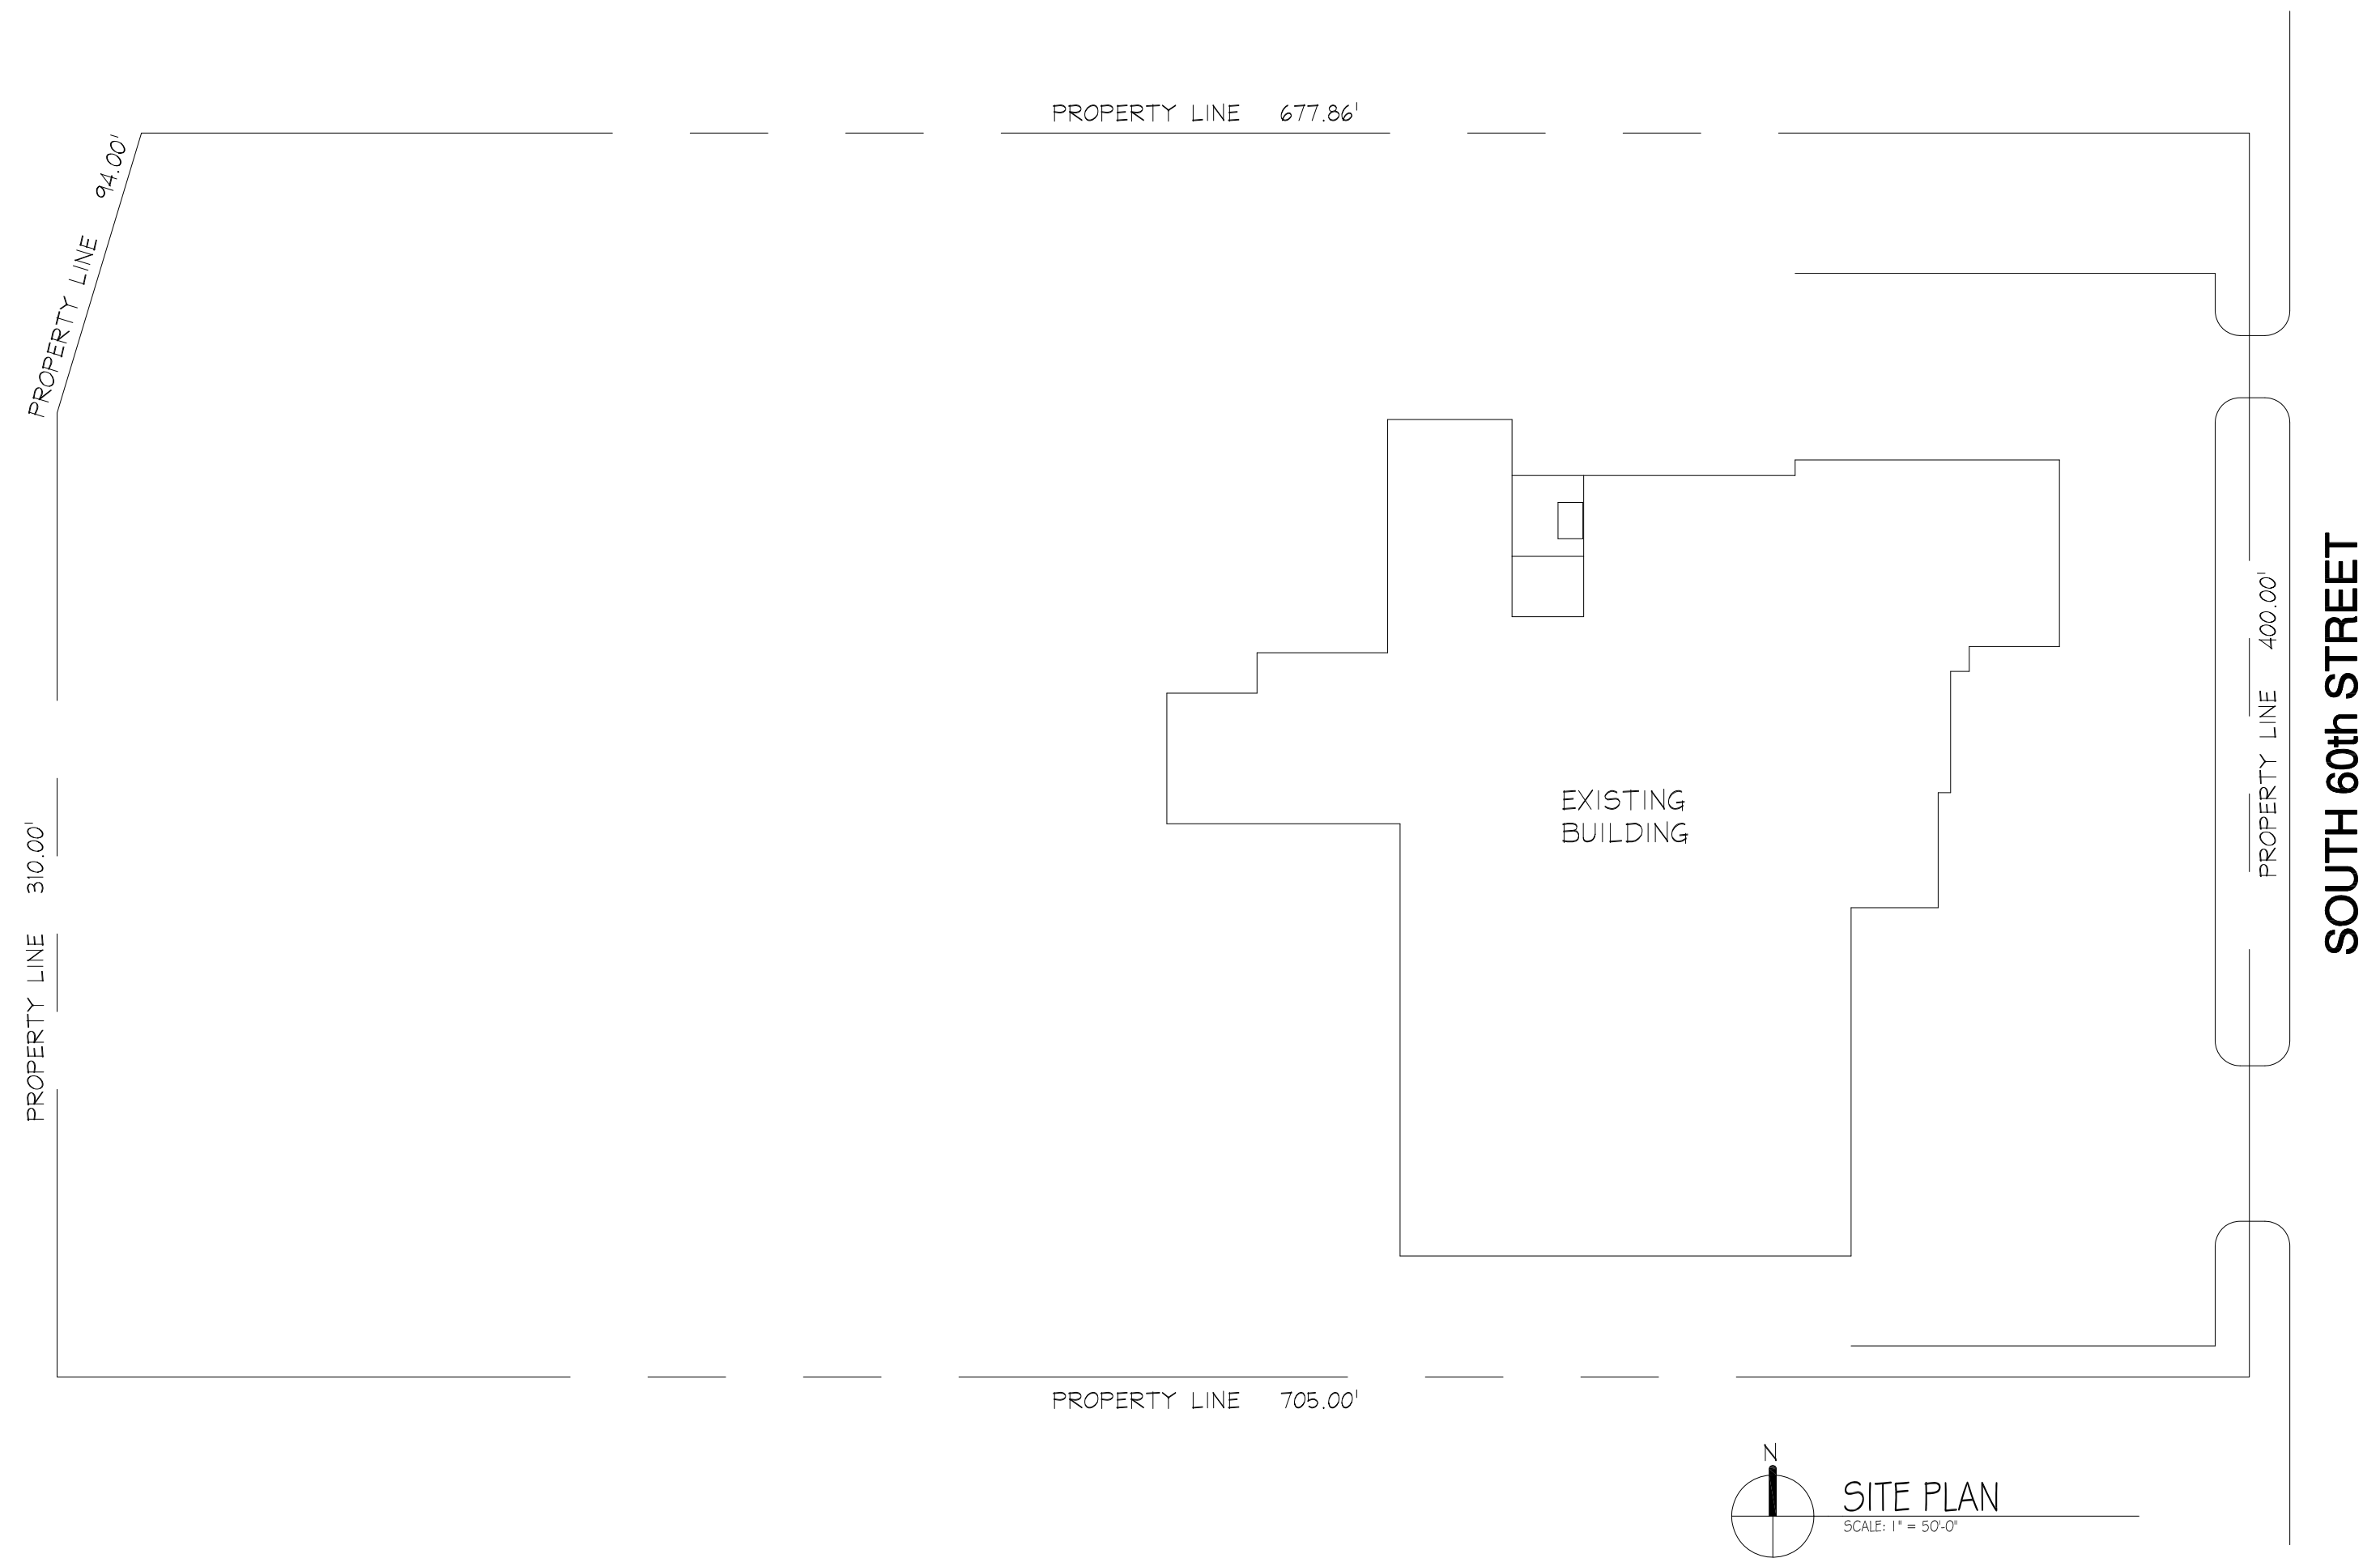 PROPERTY LINE 677.86'
PROPERTY LINE 94.00'
PROPERTY LINE 310.00'
EXISTING
BUILDING
PROPERTY LINE 400.00'
SOUTH 60th STREET
PROPERTY LINE 705.00'
N
SITE PLAN
SCALE: 1" = 50'-0"